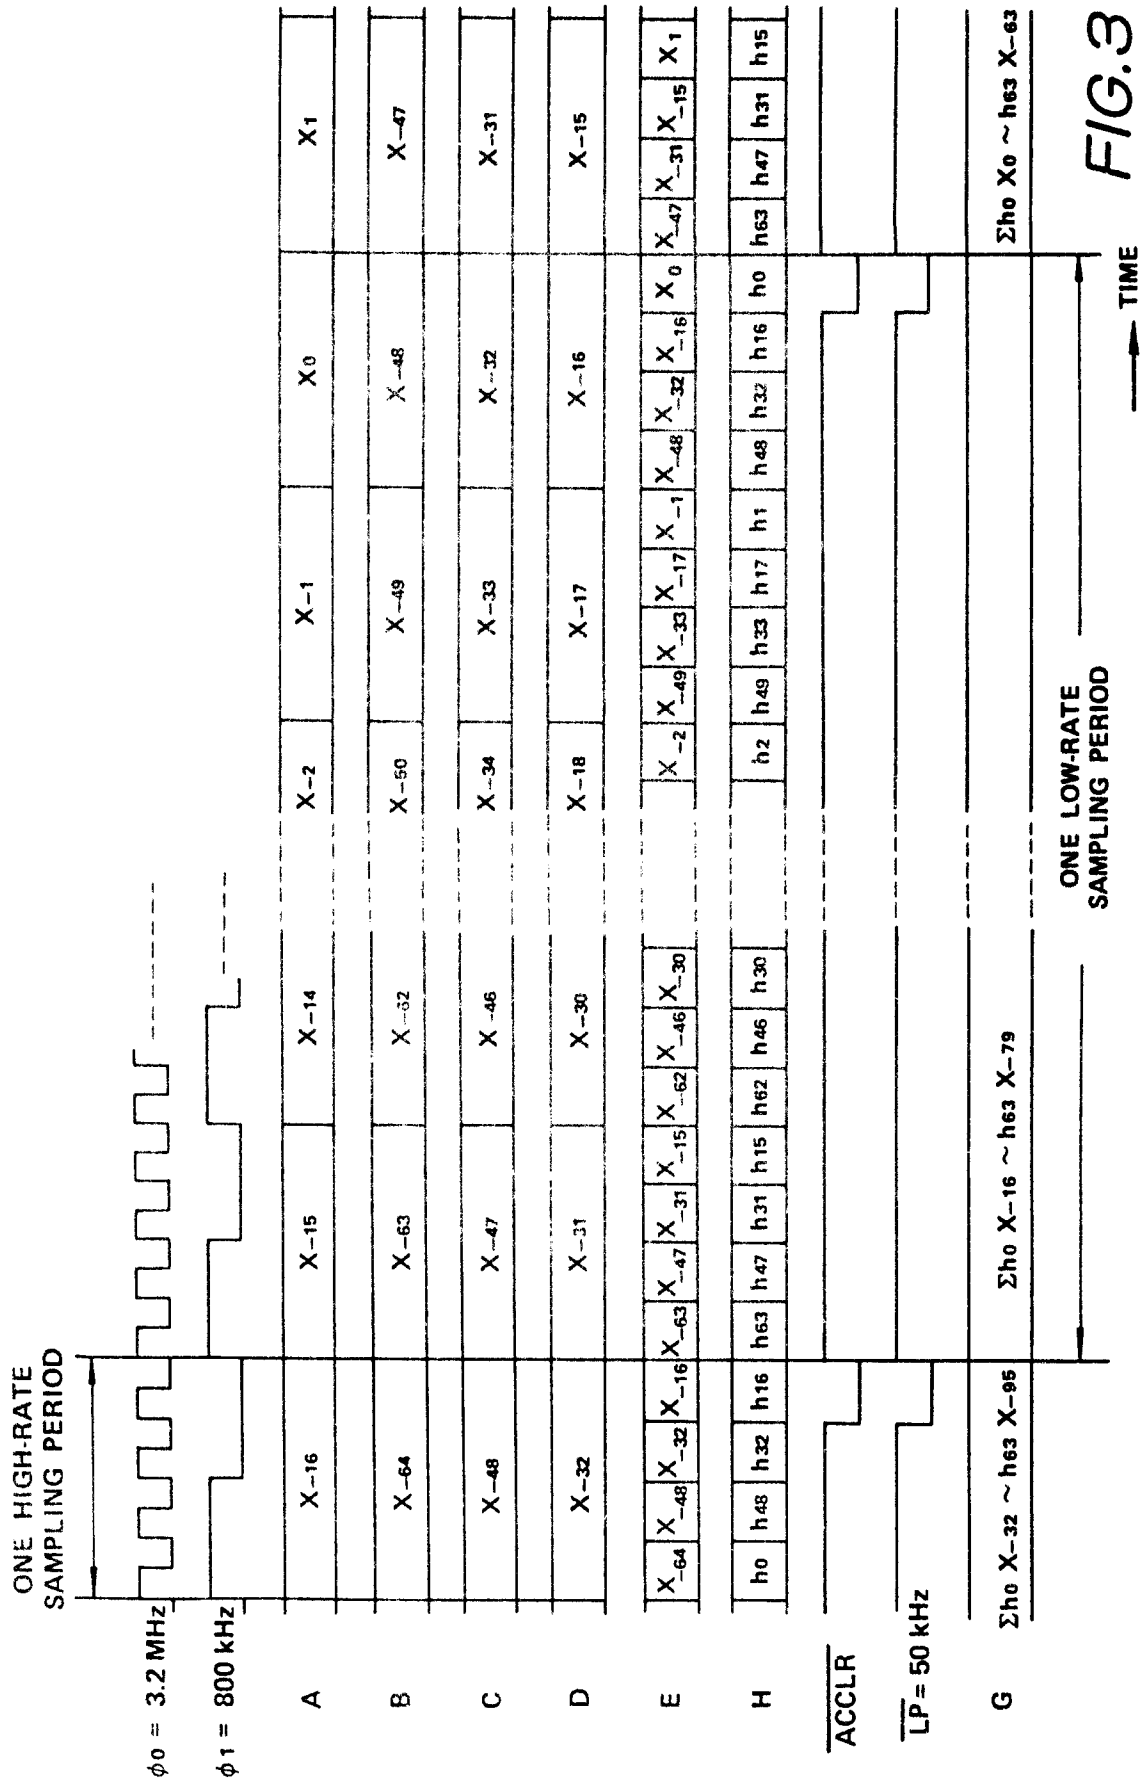 ONE HIGH-RATE
SAMPLING PERIOD
φ0 = 3.2 MHz
φ1 = 800 kHz
A X-16 X-15 X-14 X-2 X-1 X0 X1
B X-64 X-63 X-62 X-50 X-49 X-48 X-47
C X-48 X-47 X-46 X-34 X-33 X-32 X-31
D X-32 X-31 X-30 X-18 X-17 X-16 X-15
E X-64 X-48 X-32 X-16 X-63 X-47 X-31 X-15 X-62 X-46 X-30 X-2 X-49 X-33 X-17 X-1 X-48 X-32 X-16 X0 X-47 X-31 X-15 X1
H h0 h48 h32 h16 h63 h47 h31 h15 h62 h46 h30 h2 h49 h33 h17 h1 h48 h32 h16 h0 h63 h47 h31 h15
ACCLR
LP = 50 kHz
G Σh0 X-32 ~ h63 X-95 Σh0 X-16 ~ h63 X-79 Σh0 X0 ~ h63 X-63
ONE LOW-RATE
SAMPLING PERIOD
TIME
FIG.3